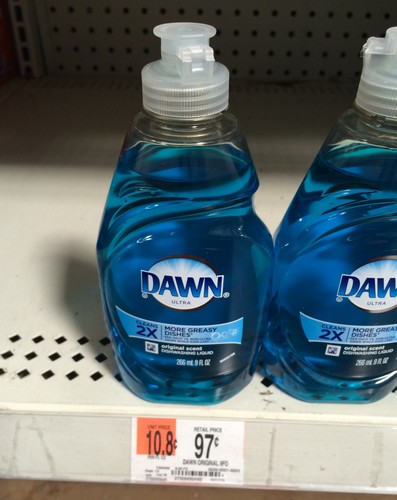 DAWN
ULTRA
CLEANS
2X
MORE GREASY
DISHES
original scent
DISHWASHING LIQUID
266 mL 9 FL OZ
DAWN
ULTRA
CLEANS
2X
MORE GREASY
DISHES
original scent
DISHWASHING LIQUID
266 mL 9 FL OZ
UNIT PRICE
10.8¢
RETAIL PRICE
97¢
DAWN ORIGINAL 9FD